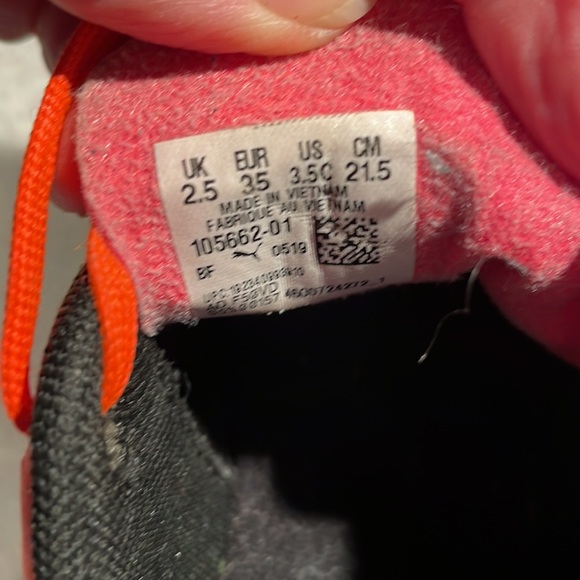 UK EUR US CM
2.5 35 3.5C 21.5
MADE IN VIETNAM
FABRIQUE AU VIETNAM
105662-01
BF 0519
UPC